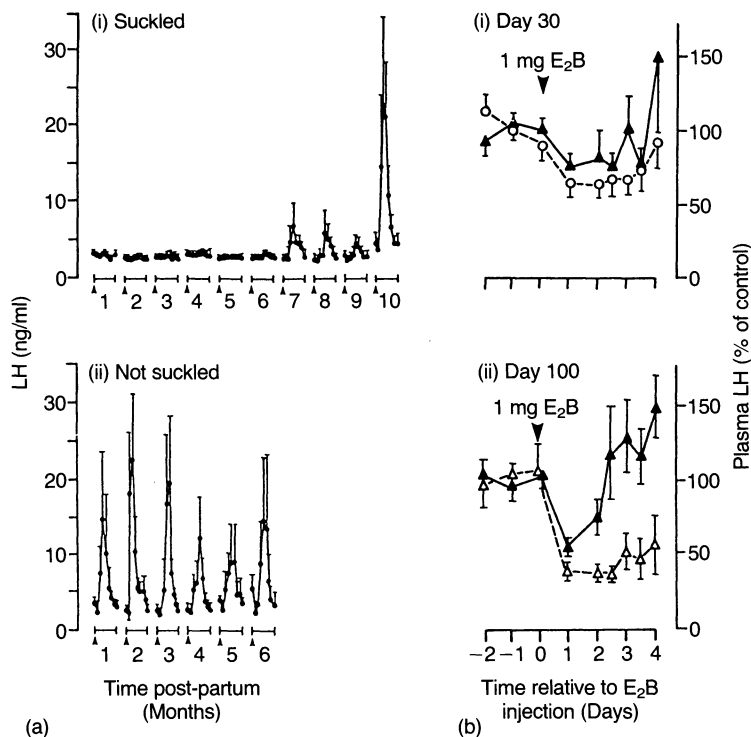 (i) Suckled
30
20
10
0
1 2 3 4 5 6 7 8 9 10
LH (ng/ml)
(ii) Not suckled
30
20
10
0
1 2 3 4 5 6
Time post-partum
(Months)
(a)
(i) Day 30
1 mg E₂B
150
100
50
0
Plasma LH (% of control)
(ii) Day 100
1 mg E₂B
150
100
50
0
−2 −1 0 1 2 3 4
Time relative to E₂B
injection (Days)
(b)